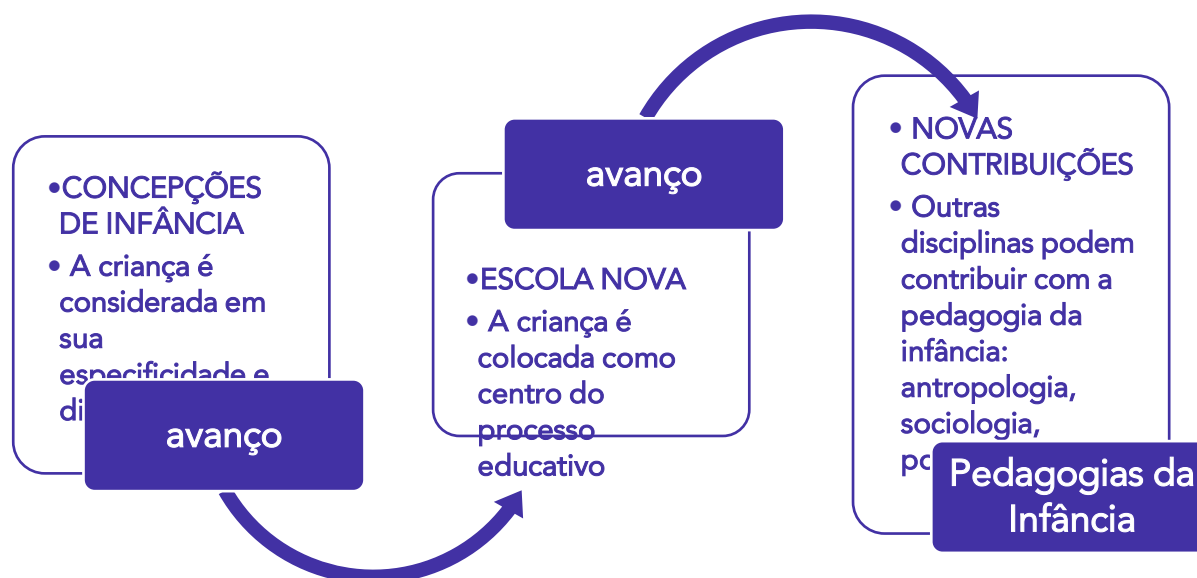 •CONCEPÇÕES
DE INFÂNCIA
• A criança é
considerada em
sua
especificidade e
avanço
avanço
•ESCOLA NOVA
• A criança é
colocada como
centro do
processo
educativo
• NOVAS
CONTRIBUIÇÕES
• Outras
disciplinas podem
contribuir com a
pedagogia da
infância:
antropologia,
sociologia,
Pedagogias da
Infância